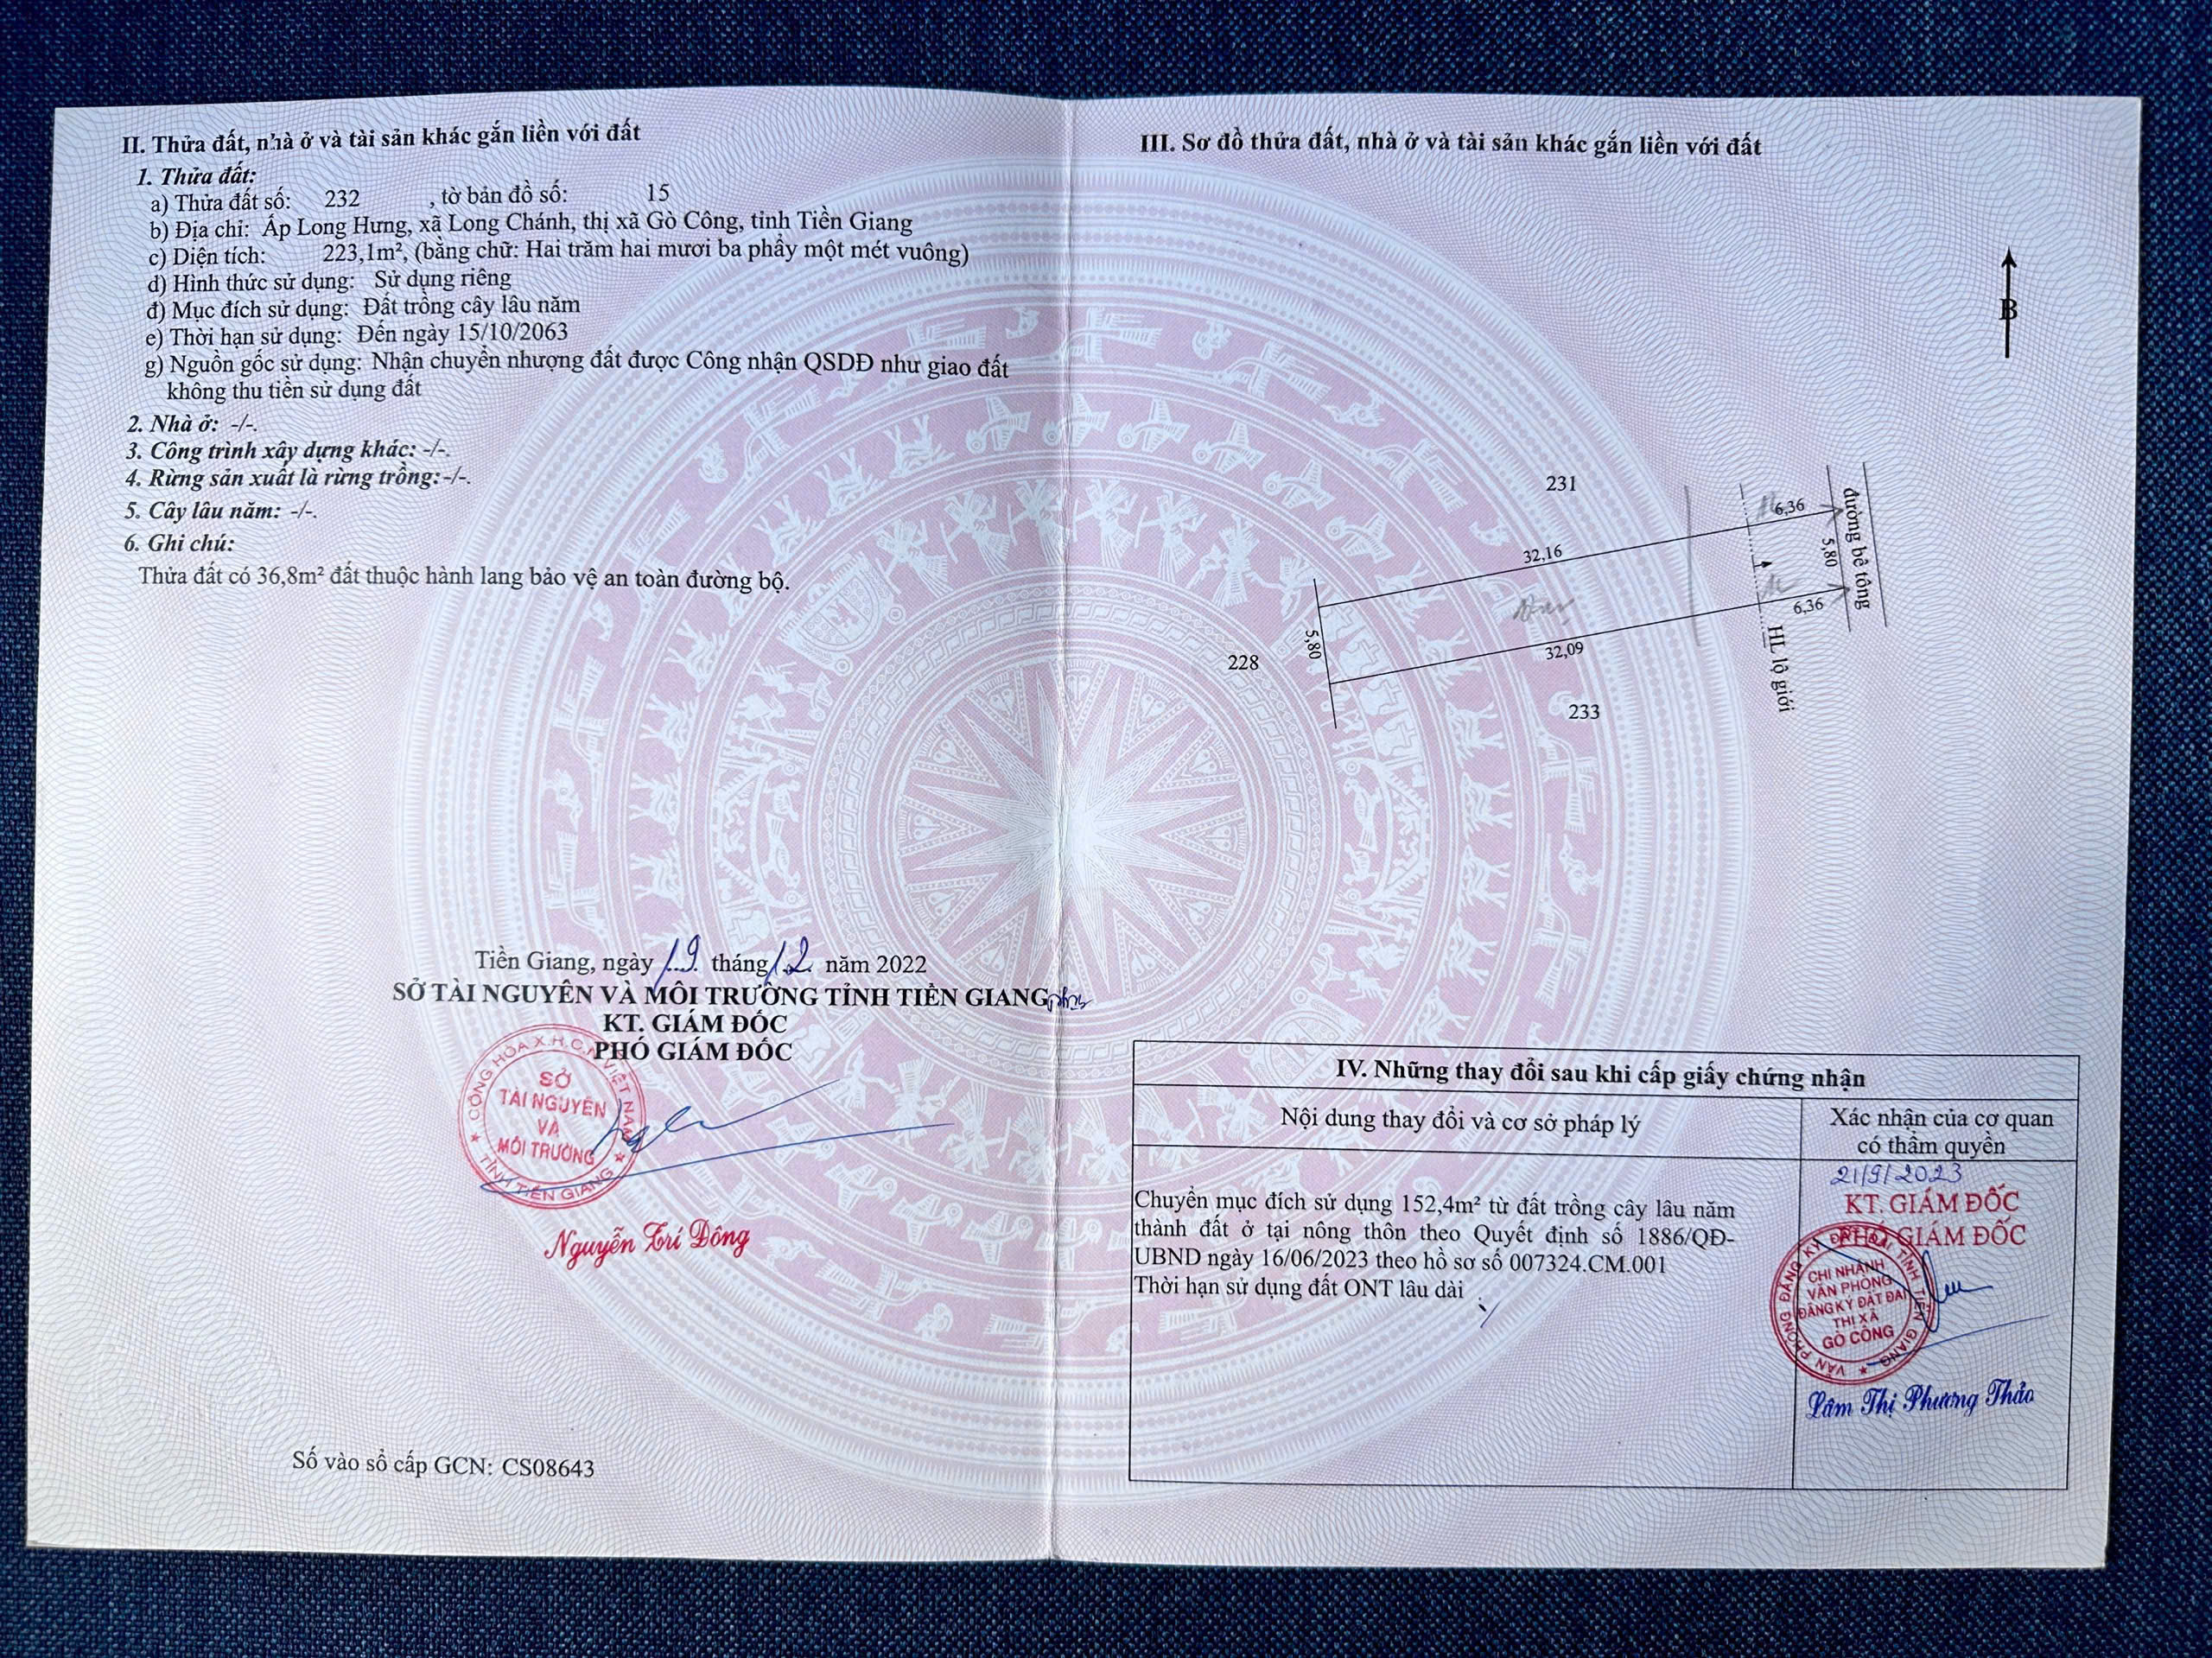 II. Thửa đất, nhà ở và tài sản khác gắn liền với đất
1. Thửa đất:
a) Thửa đất số: 232 , tờ bản đồ số: 15
b) Địa chỉ: Ấp Long Hưng, xã Long Chánh, thị xã Gò Công, tỉnh Tiền Giang
c) Diện tích: 223,1m², (bằng chữ: Hai trăm hai mươi ba phẩy một mét vuông)
d) Hình thức sử dụng: Sử dụng riêng
đ) Mục đích sử dụng: Đất trồng cây lâu năm
e) Thời hạn sử dụng: Đến ngày 15/10/2063
g) Nguồn gốc sử dụng: Nhận chuyển nhượng đất được Công nhận QSDĐ như giao đất
không thu tiền sử dụng đất
2. Nhà ở: -/-.
3. Công trình xây dựng khác: -/-.
4. Rừng sản xuất là rừng trồng: -/-.
5. Cây lâu năm: -/-.
6. Ghi chú:
Thửa đất có 36,8m² đất thuộc hành lang bảo vệ an toàn đường bộ.
Tiền Giang, ngày 19 tháng 12 năm 2022
SỞ TÀI NGUYÊN VÀ MÔI TRƯỜNG TỈNH TIỀN GIANG
KT. GIÁM ĐỐC
PHÓ GIÁM ĐỐC
CỘNG HÒA X.H.C.N VIỆT NAM
SỞ
TÀI NGUYÊN
VÀ
MÔI TRƯỜNG
TỈNH TIỀN GIANG
Nguyễn Trí Dông
Số vào sổ cấp GCN: CS08643
III. Sơ đồ thửa đất, nhà ở và tài sản khác gắn liền với đất
B
231
6,36
đường bê tông
32,16
5,80
6,36
5,80
32,09
HL lộ giới
228
233
IV. Những thay đổi sau khi cấp giấy chứng nhận
Nội dung thay đổi và cơ sở pháp lý
Xác nhận của cơ quan
có thẩm quyền
Chuyển mục đích sử dụng 152,4m² từ đất trồng cây lâu năm
thành đất ở tại nông thôn theo Quyết định số 1886/QĐ-
UBND ngày 16/06/2023 theo hồ sơ số 007324.CM.001
Thời hạn sử dụng đất ONT lâu dài
21/9/2023
KT. GIÁM ĐỐC
PHÓ GIÁM ĐỐC
VĂN PHÒNG ĐĂNG KÝ ĐẤT ĐAI TỈNH TIỀN GIANG
CHI NHÁNH
VĂN PHÒNG
ĐĂNG KÝ ĐẤT ĐAI
THỊ XÃ
GÒ CÔNG
Lâm Thị Phương Thảo